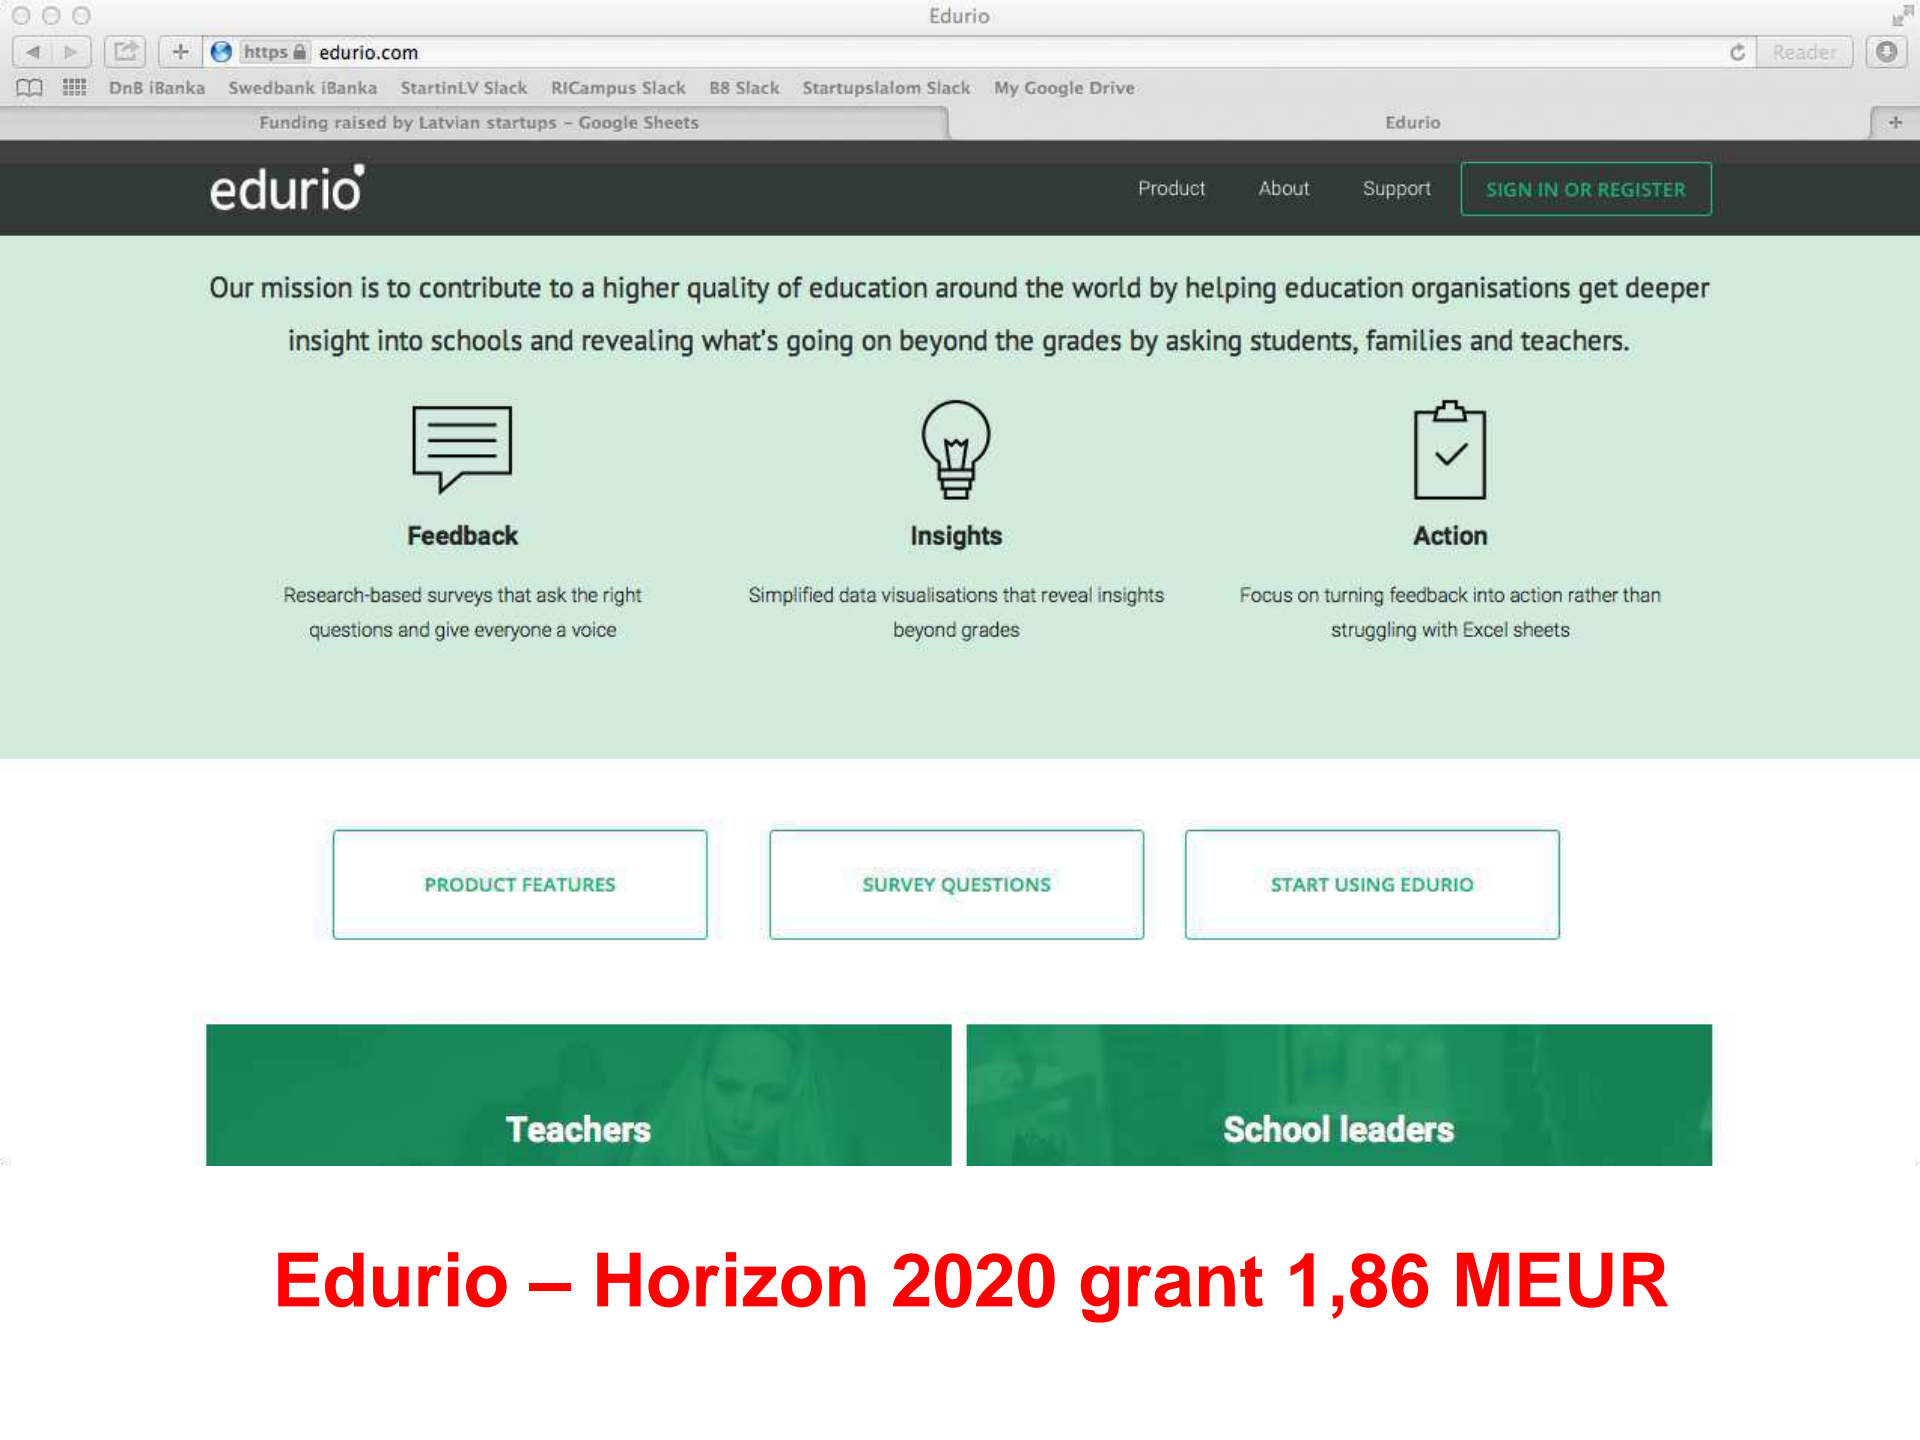 Edurio
https edurio.com
Reader
DnB iBanka Swedbank iBanka StartinLV Slack RICampus Slack B8 Slack Startupslalom Slack My Google Drive
Funding raised by Latvian startups – Google Sheets
Edurio
edurio
Product About Support SIGN IN OR REGISTER
Our mission is to contribute to a higher quality of education around the world by helping education organisations get deeper
insight into schools and revealing what's going on beyond the grades by asking students, families and teachers.
Feedback
Research-based surveys that ask the right
questions and give everyone a voice
Insights
Simplified data visualisations that reveal insights
beyond grades
Action
Focus on turning feedback into action rather than
struggling with Excel sheets
PRODUCT FEATURES
SURVEY QUESTIONS
START USING EDURIO
Teachers
School leaders
Edurio – Horizon 2020 grant 1,86 MEUR